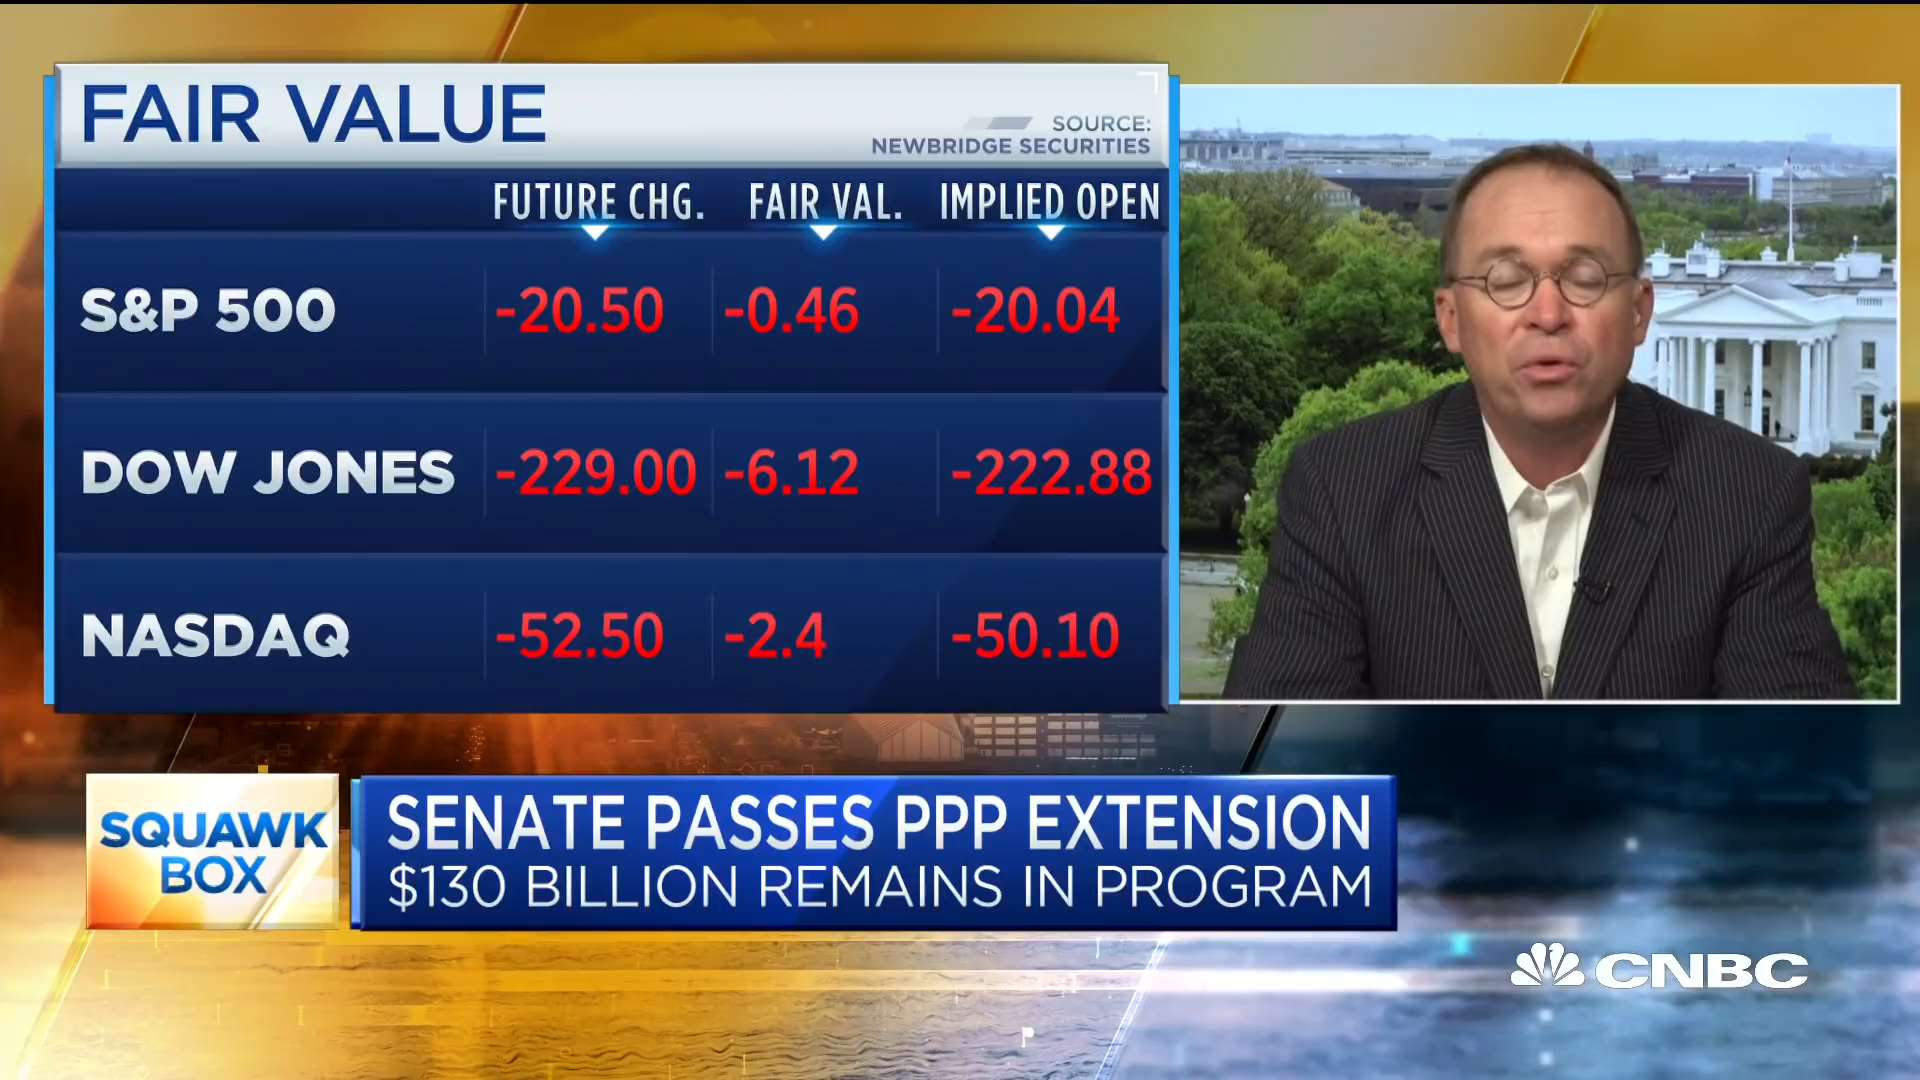 FAIR VALUE
SOURCE:
NEWBRIDGE SECURITIES
FUTURE CHG. FAIR VAL. IMPLIED OPEN
S&P 500 -20.50 -0.46 -20.04
DOW JONES -229.00 -6.12 -222.88
NASDAQ -52.50 -2.4 -50.10
SQUAWK
BOX
SENATE PASSES PPP EXTENSION
$130 BILLION REMAINS IN PROGRAM
CNBC